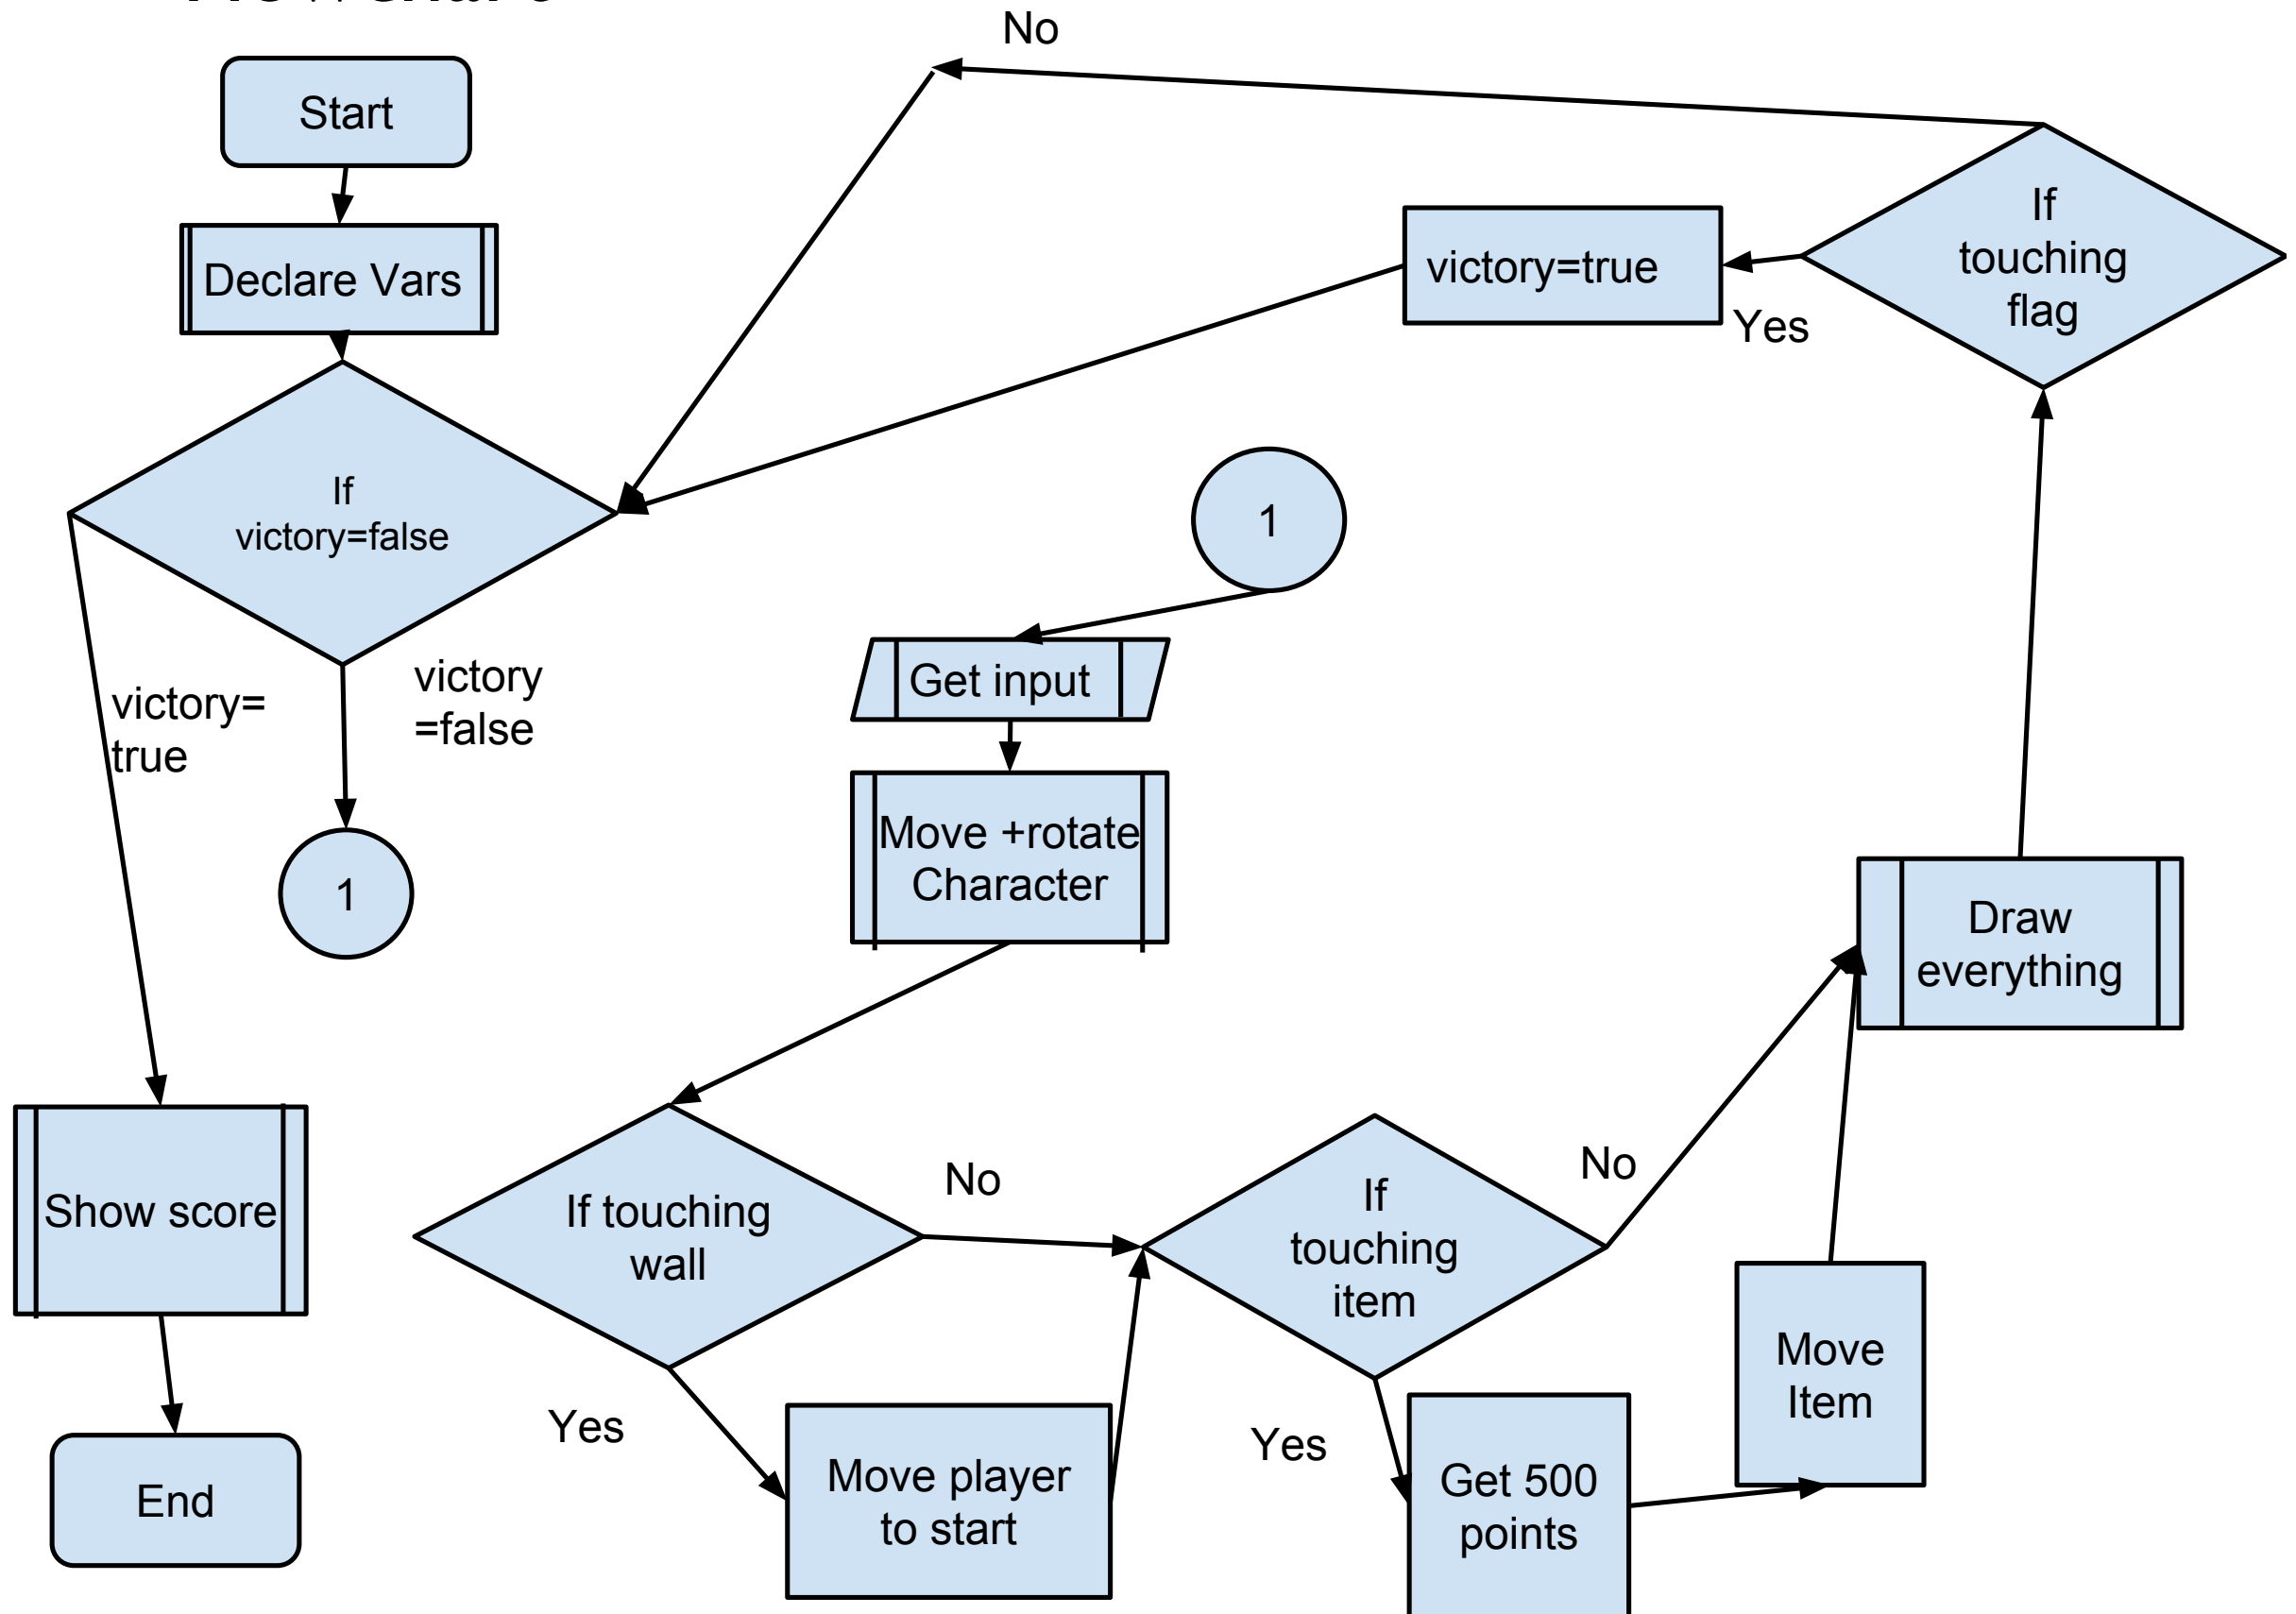 No
Start
If
touching
flag
victory=true
Declare Vars
Yes
If
victory=false
1
victory
=false
victory=
true
Get input
Move +rotate
Character
1
Draw
everything
No
No
If touching
wall
If
touching
item
Show score
Move
Item
Yes
Yes
Move player
to start
Get 500
points
End